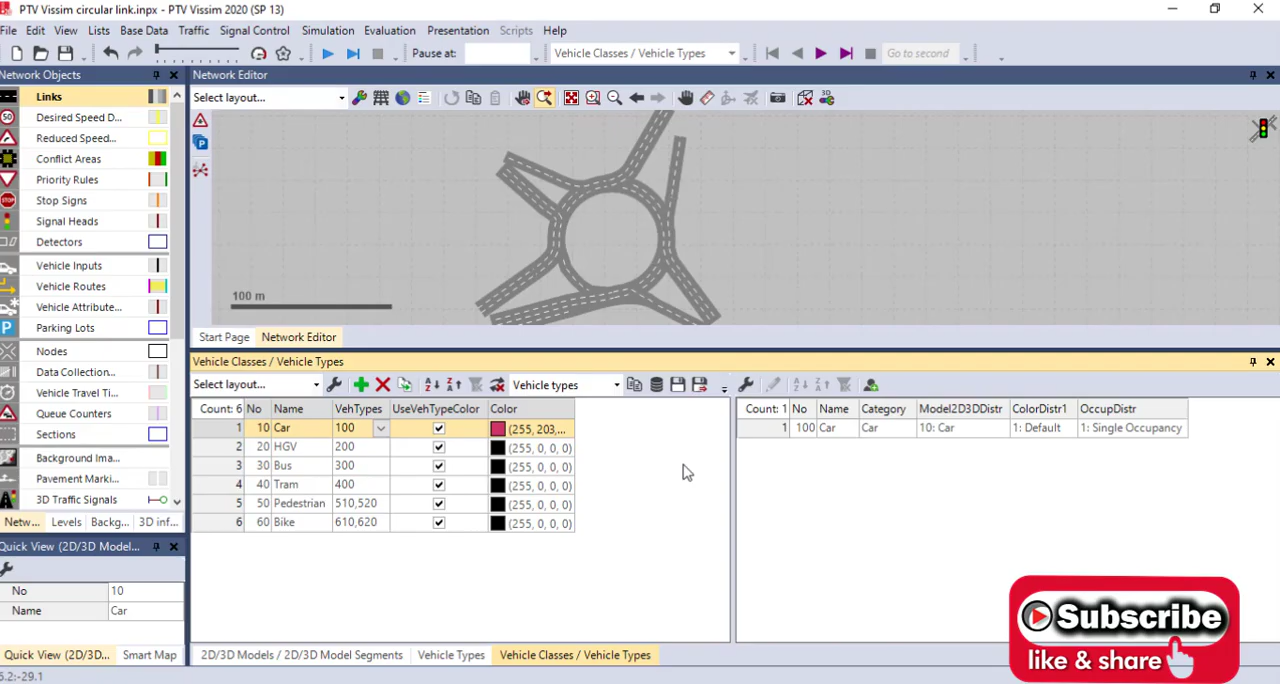 PTV Vissim circular link.inpx - PTV Vissim 2020 (SP 13)
File Edit View Lists Base Data Traffic Signal Control Simulation Evaluation Presentation Scripts Help
Pause at: Vehicle Classes / Vehicle Types Go to second
Network Objects
Network Editor
Links
Select layout...
50 Desired Speed D...
Reduced Speed...
Conflict Areas
Priority Rules
STOP Stop Signs
Signal Heads
Detectors
Vehicle Inputs
Vehicle Routes
Vehicle Attribute...
P Parking Lots
Nodes
Data Collection...
Vehicle Travel Ti...
Queue Counters
Sections
Background Ima...
Pavement Marki...
3D Traffic Signals
Netw... Levels Backg... 3D inf...
P
100 m
Start Page Network Editor
Vehicle Classes / Vehicle Types
Select layout... Vehicle types
Count: 6 No Name VehTypes UseVehTypeColor Color
1 10 Car 100 (255, 203,...
2 20 HGV 200 (255, 0, 0, 0)
3 30 Bus 300 (255, 0, 0, 0)
4 40 Tram 400 (255, 0, 0, 0)
5 50 Pedestrian 510,520 (255, 0, 0, 0)
6 60 Bike 610,620 (255, 0, 0, 0)
Count: 1 No Name Category Model2D3DDistr ColorDistr1 OccupDistr
1 100 Car Car 10: Car 1: Default 1: Single Occupancy
Quick View (2D/3D Model...
No 10
Name Car
Quick View (2D/3D... Smart Map
2D/3D Models / 2D/3D Model Segments Vehicle Types Vehicle Classes / Vehicle Types
Subscribe
like & share
5.2:-29.1